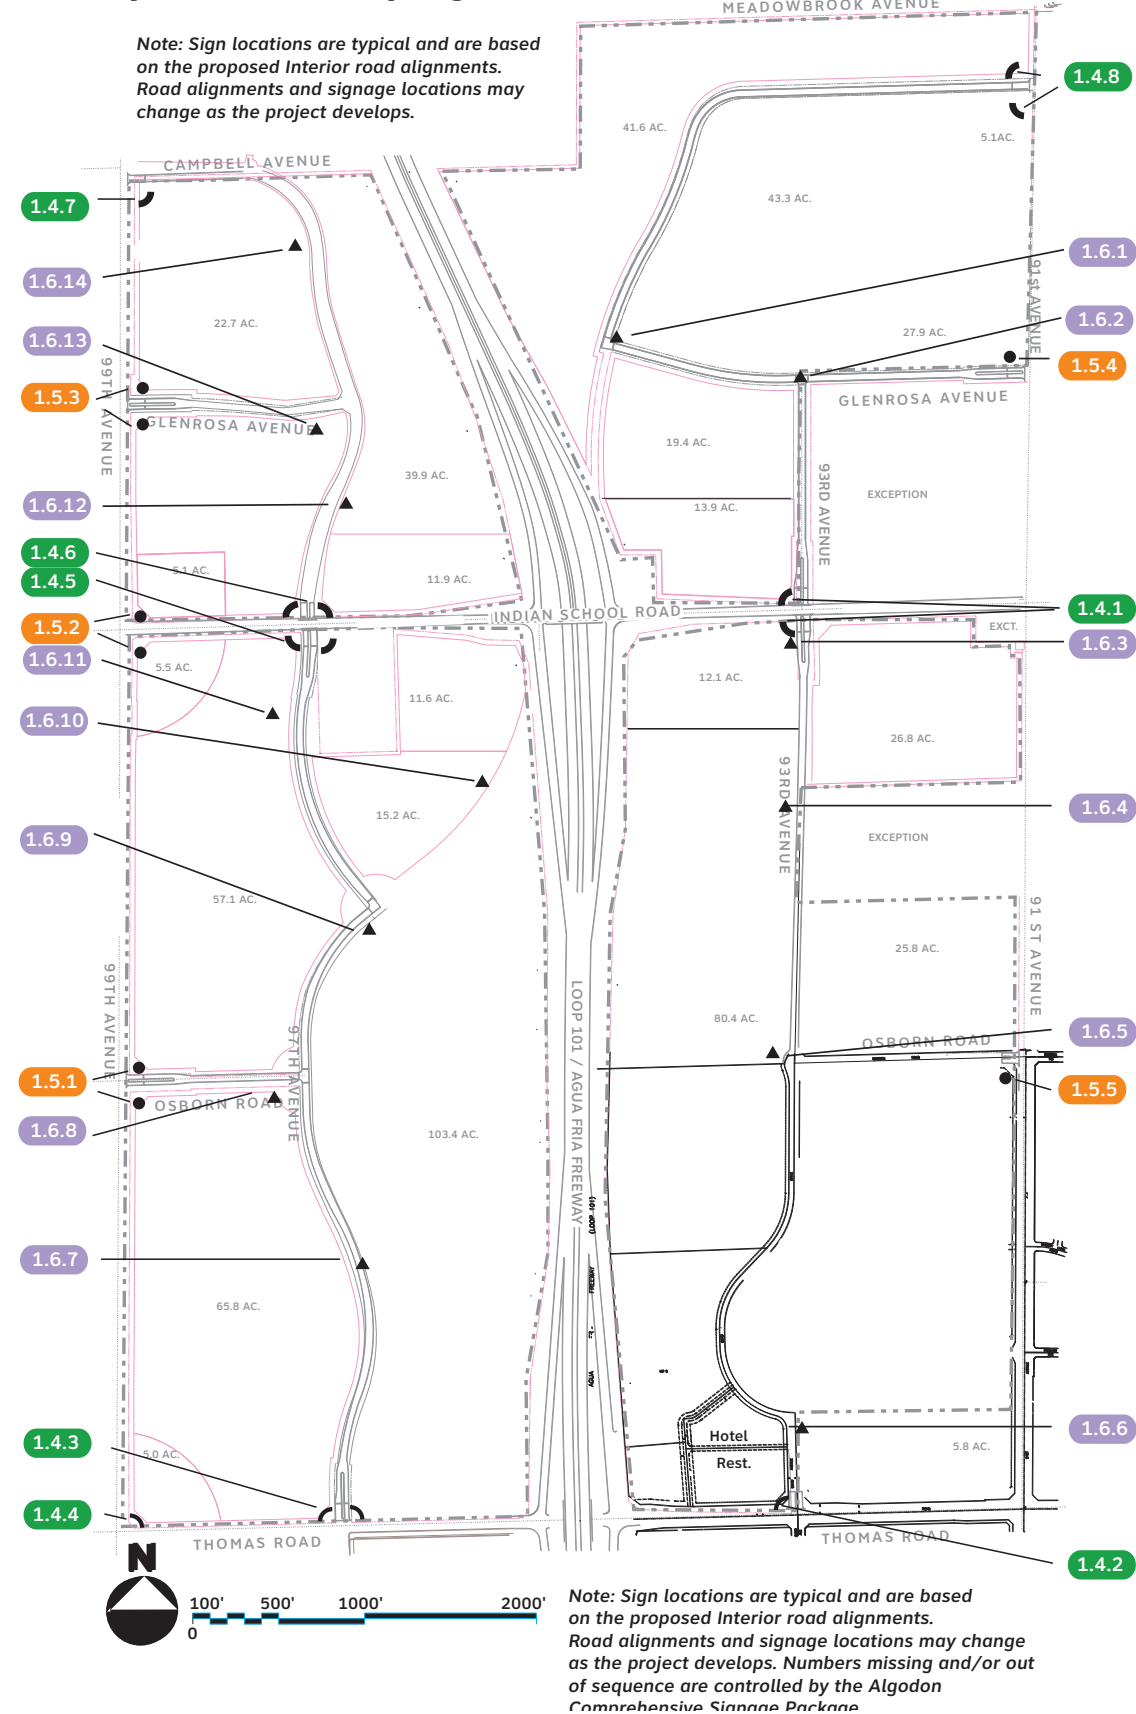 MEADOWBROOK AVENUE
Note: Sign locations are typical and are based
on the proposed Interior road alignments.
Road alignments and signage locations may
change as the project develops.
1.4.8
41.6 AC.
5.1AC.
CAMPBELL AVENUE
1.4.7
43.3 AC.
1.6.14
1.6.1
91st AVENUE
22.7 AC.
1.6.2
27.9 AC.
1.6.13
1.5.4
99TH AVENUE
1.5.3
GLENROSA AVENUE
GLENROSA AVENUE
19.4 AC.
39.9 AC.
93RD AVENUE
EXCEPTION
1.6.12
13.9 AC.
1.4.6
5.1 AC.
11.9 AC.
1.4.5
INDIAN SCHOOL ROAD
1.4.1
1.5.2
EXCT.
1.6.3
1.6.11
5.5 AC.
12.1 AC.
11.6 AC.
1.6.10
26.8 AC.
93RD AVENUE
1.6.4
15.2 AC.
1.6.9
EXCEPTION
57.1 AC.
91 ST AVENUE
25.8 AC.
99TH AVENUE
LOOP 101 / AGUA FRIA FREEWAY
80.4 AC.
1.6.5
OSBORN ROAD
97TH AVENUE
1.5.1
1.5.5
OSBORN ROAD
1.6.8
103.4 AC.
(LOOP 101)
1.6.7
FREEWAY
65.8 AC.
AGUA
1.6.6
Hotel
1.4.3
5.0 AC.
5.8 AC.
Rest.
1.4.4
THOMAS ROAD
THOMAS ROAD
1.4.2
N
100' 500' 1000' 2000'
0
Note: Sign locations are typical and are based
on the proposed Interior road alignments.
Road alignments and signage locations may change
as the project develops. Numbers missing and/or out
of sequence are controlled by the Algodon
Comprehensive Signage Package